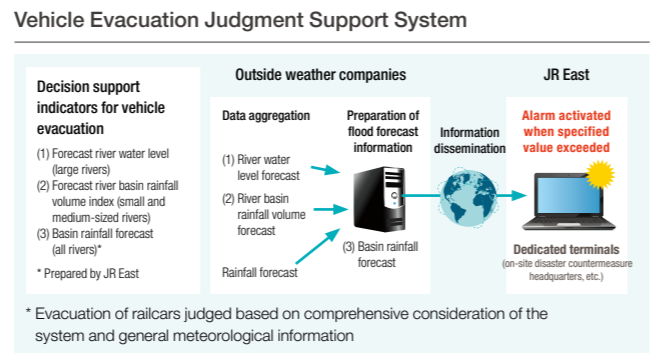 Vehicle Evacuation Judgment Support System
Decision support
indicators for vehicle
evacuation
(1) Forecast river water level
(large rivers)
(2) Forecast river basin rainfall
volume index (small and
medium-sized rivers)
(3) Basin rainfall forecast
(all rivers)*
* Prepared by JR East
Outside weather companies
Data aggregation
(1) River water
level forecast
(2) River basin
rainfall volume
forecast
Rainfall forecast
Preparation of
flood forecast
information
(3) Basin rainfall
forecast
Information
dissemination
JR East
Alarm activated
when specified
value exceeded
Dedicated terminals
(on-site disaster countermeasure
headquarters, etc.)
* Evacuation of railcars judged based on comprehensive consideration of the
system and general meteorological information